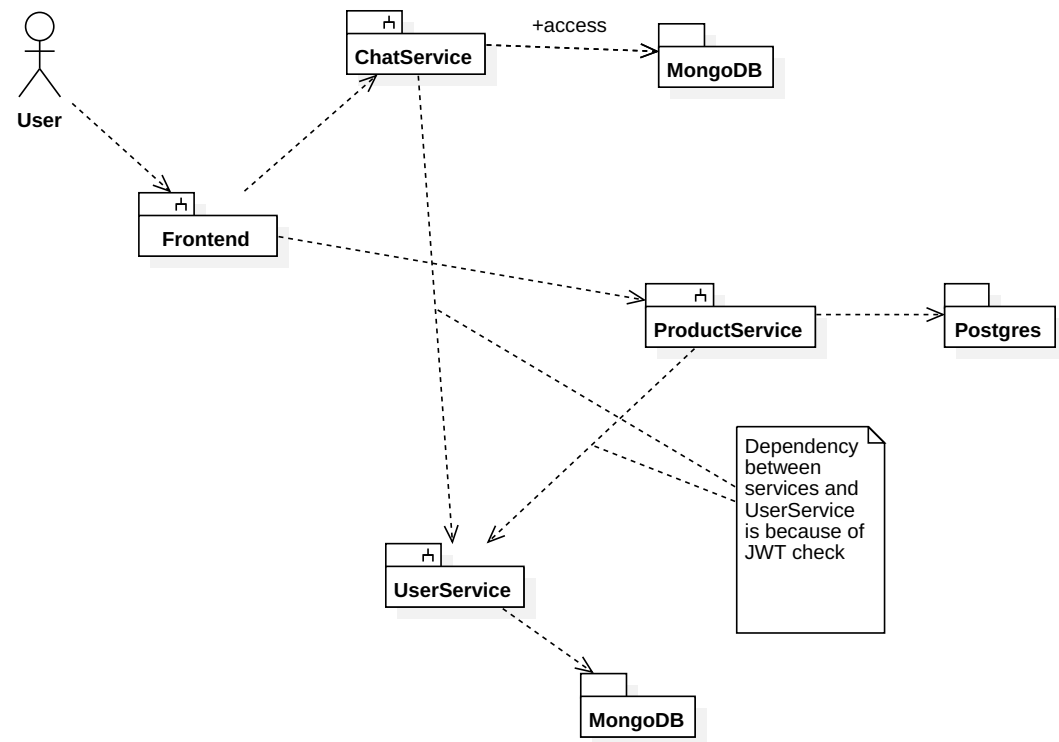 +access
ChatService
MongoDB
User
Frontend
ProductService
Postgres
Dependency
between
services and
UserService
is because of
JWT check
UserService
MongoDB